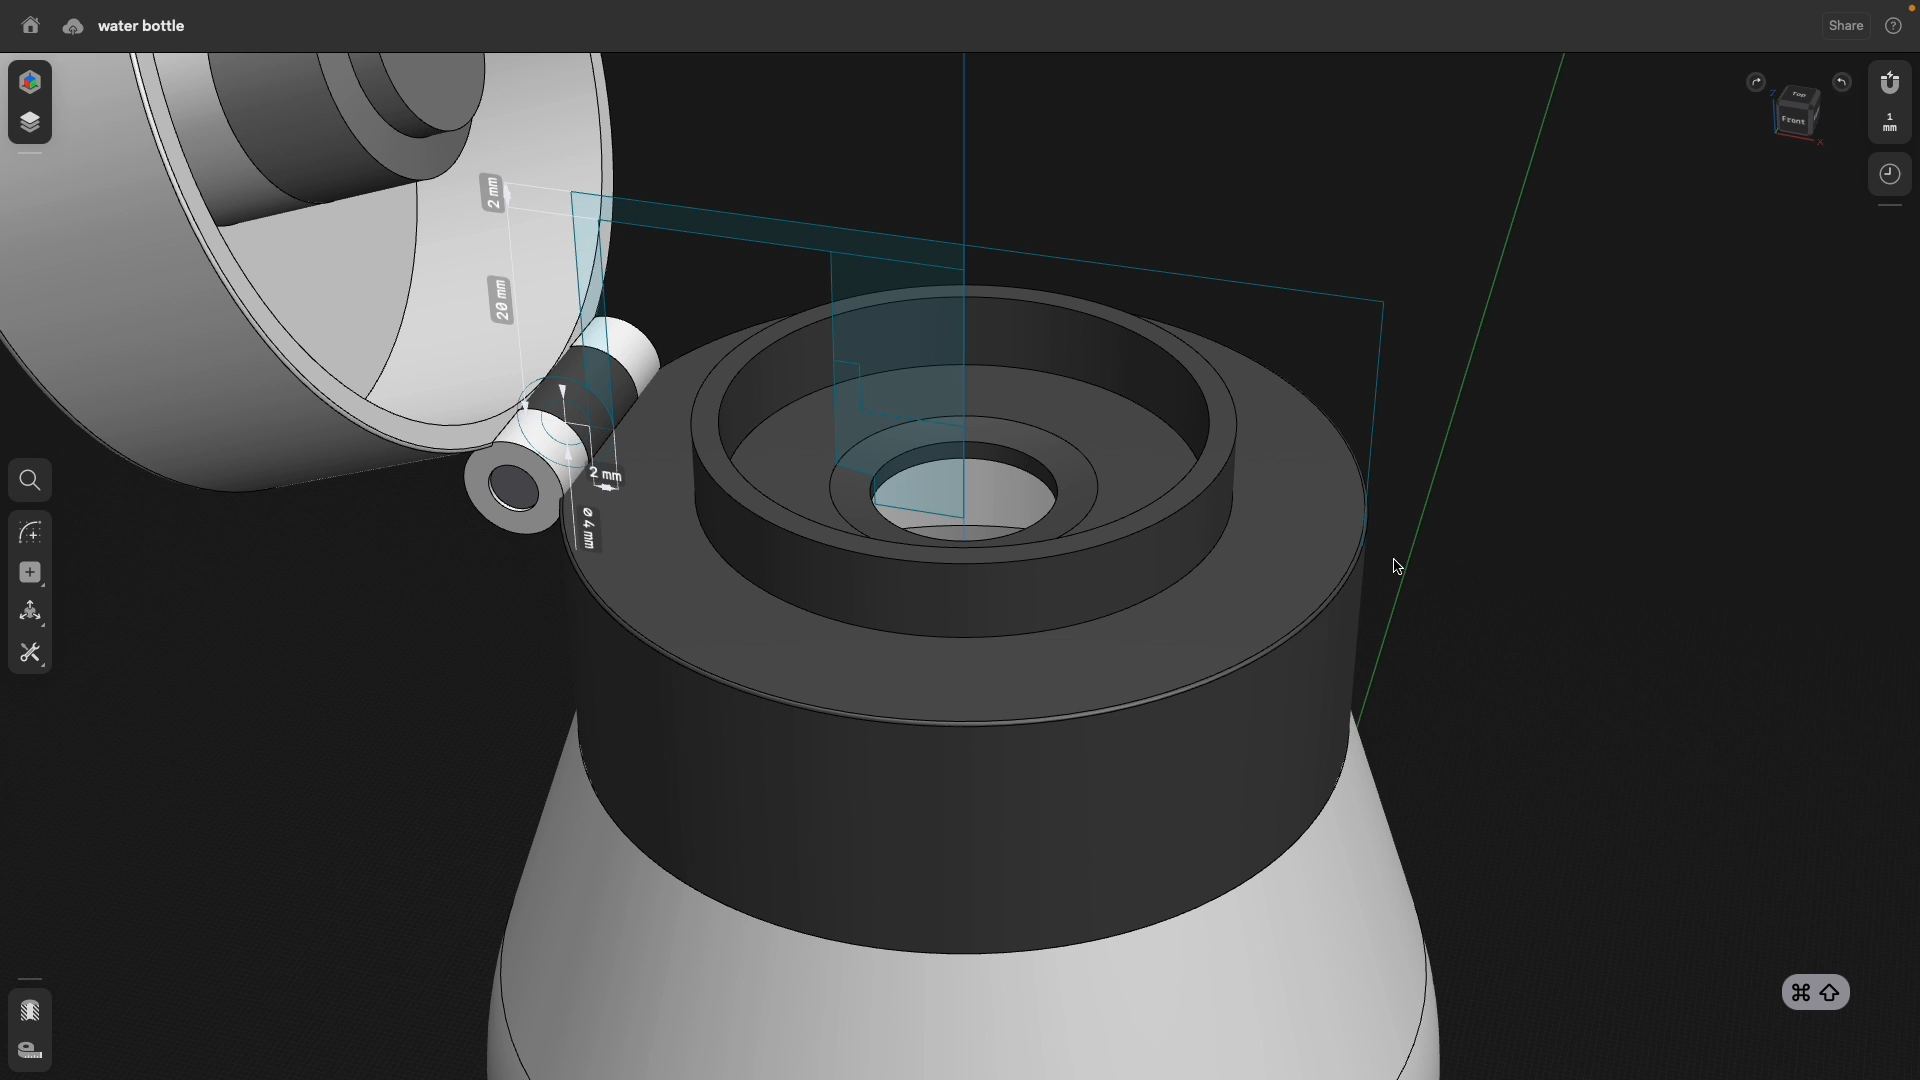 water bottle
Share
Top
Front
Z
X
1
mm
2 mm
20 mm
2 mm
⌀4 mm
⌘ ⇧